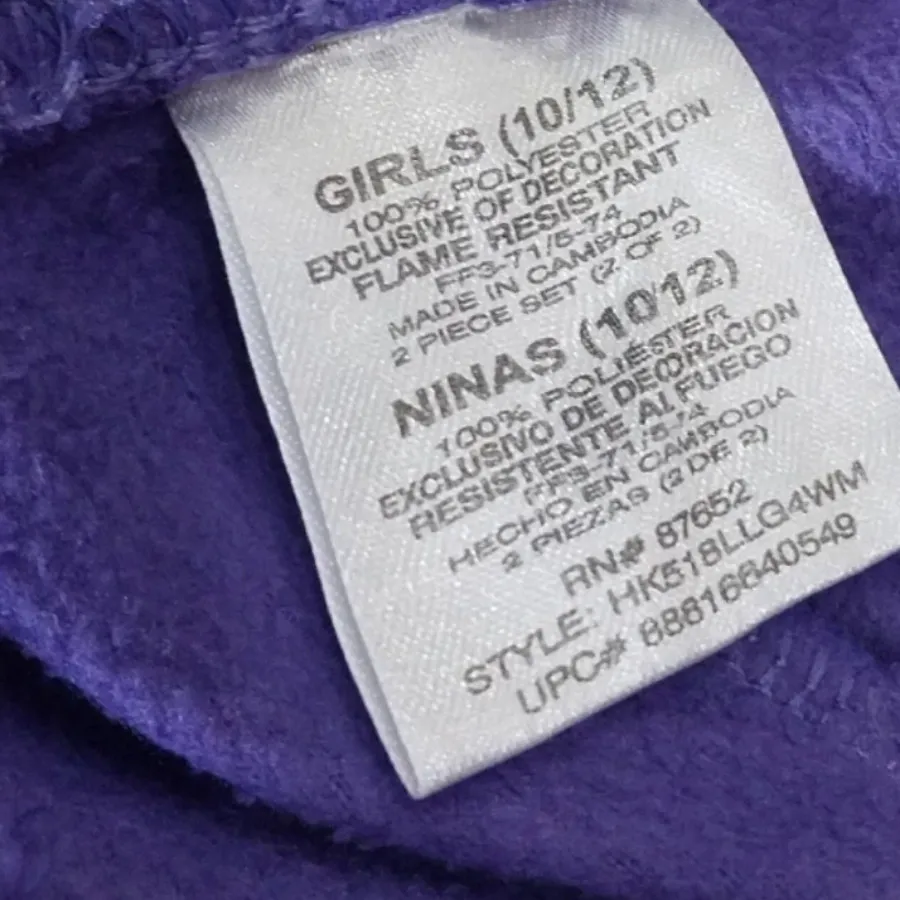 GIRLS (10/12)
100% POLYESTER
EXCLUSIVE OF DECORATION
FLAME RESISTANT
FF3-71/5-74
MADE IN CAMBODIA
2 PIECE SET (2 OF 2)
NINAS (10/12)
100% POLIESTER
EXCLUSIVO DE DECORACION
RESISTENTE AL FUEGO
FF3-71/5-74
HECHO EN CAMBODIA
2 PIEZAS (2 DE 2)
RN# 87652
STYLE: HK518LLG4WM
UPC# 88816840549